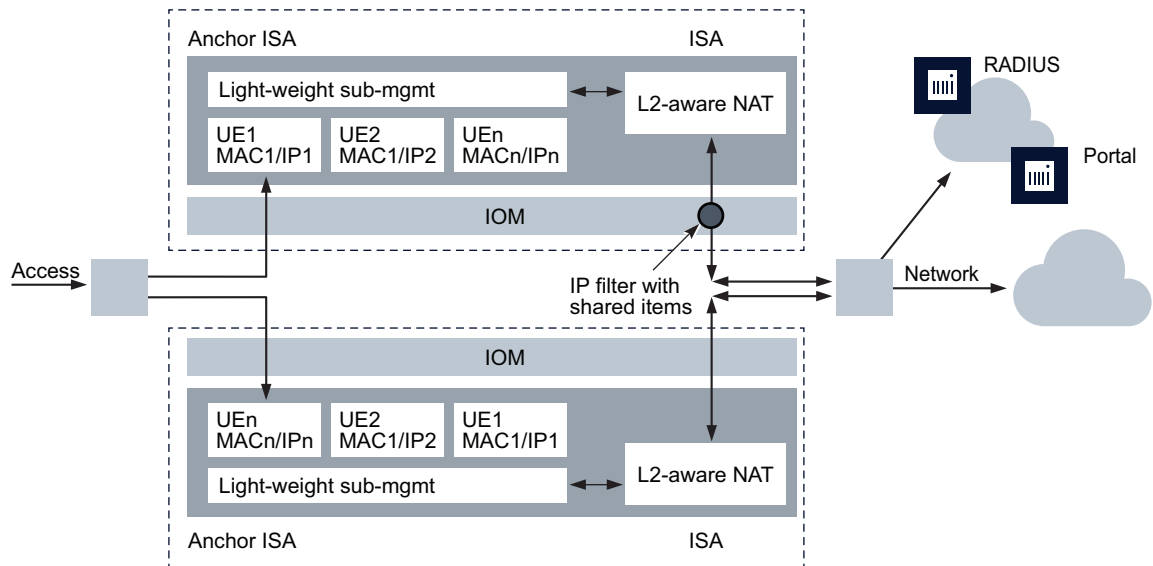 Anchor ISA
ISA
Light-weight sub-mgmt
L2-aware NAT
UE1
MAC1/IP1
UE2
MAC1/IP2
UEn
MACn/IPn
IOM
RADIUS
Portal
Access
IP filter with
shared items
Network
IOM
UEn
MACn/IPn
UE2
MAC1/IP2
UE1
MAC1/IP1
Light-weight sub-mgmt
L2-aware NAT
Anchor ISA
ISA